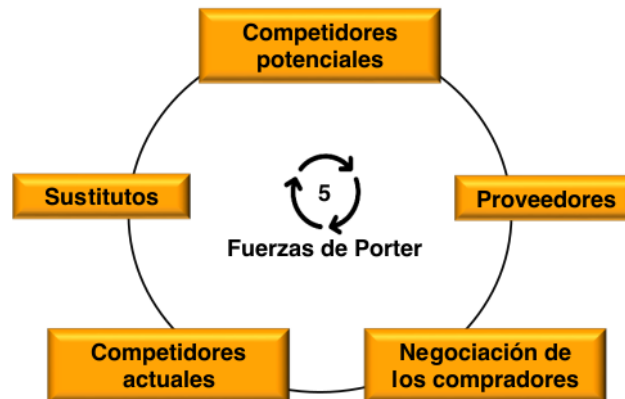 Competidores
potenciales
Sustitutos
5
Proveedores
Fuerzas de Porter
Competidores
actuales
Negociación de
los compradores